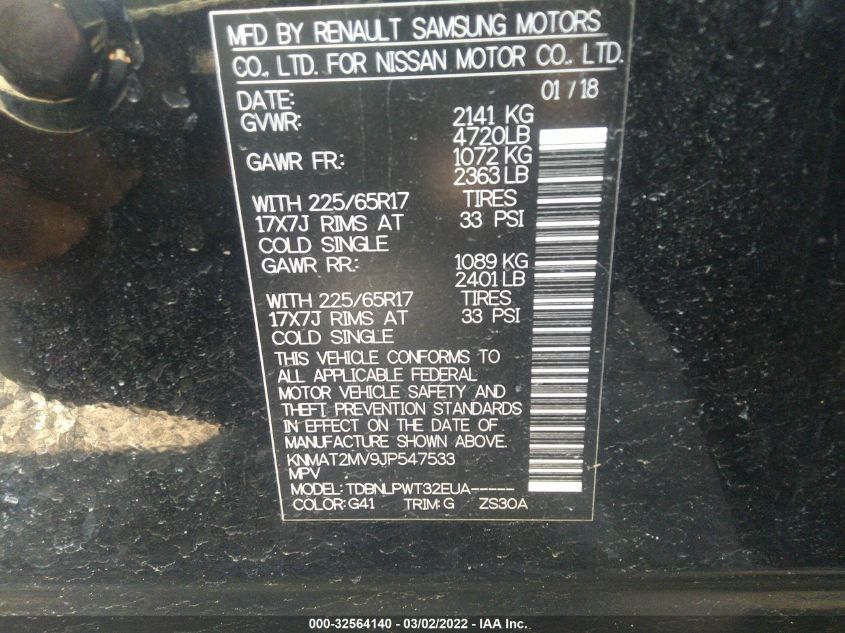 MFD BY RENAULT SAMSUNG MOTORS
CO., LTD. FOR NISSAN MOTOR CO., LTD.
DATE: 01 / 18
GVWR: 2141 KG
4720LB
GAWR FR.: 1072 KG
2363 LB
WITH 225/65R17 TIRES
17X7J RIMS AT 33 PSI
COLD SINGLE
GAWR RR.: 1089 KG
2401 LB
WITH 225/65R17 TIRES
17X7J RIMS AT 33 PSI
COLD SINGLE
THIS VEHICLE CONFORMS TO
ALL APPLICABLE FEDERAL
MOTOR VEHICLE SAFETY AND
THEFT PREVENTION STANDARDS
IN EFFECT ON THE DATE OF
MANUFACTURE SHOWN ABOVE.
KNMAT2MV9JP547533
MPV
MODEL: TDBNLPWT32EUA-----
COLOR: G41 TRIM: G ZS30A
000-32564140 - 03/02/2022 - IAA Inc.